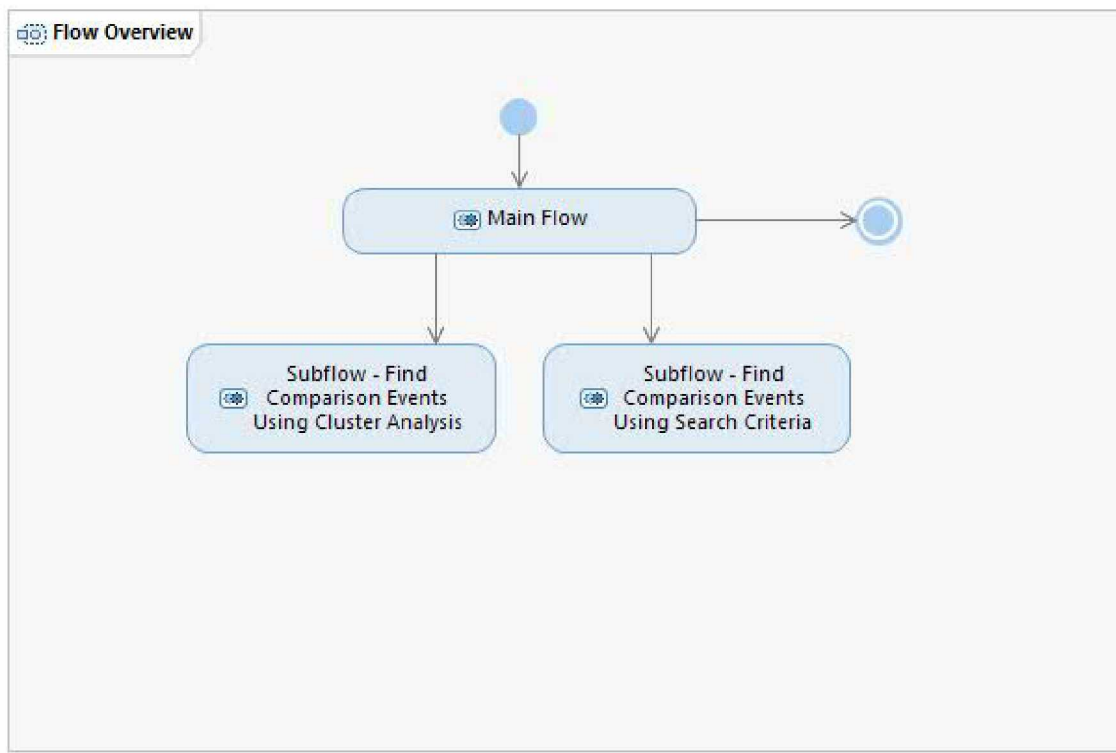 Flow Overview
Main Flow
Subflow - Find
Comparison Events
Using Cluster Analysis
Subflow - Find
Comparison Events
Using Search Criteria